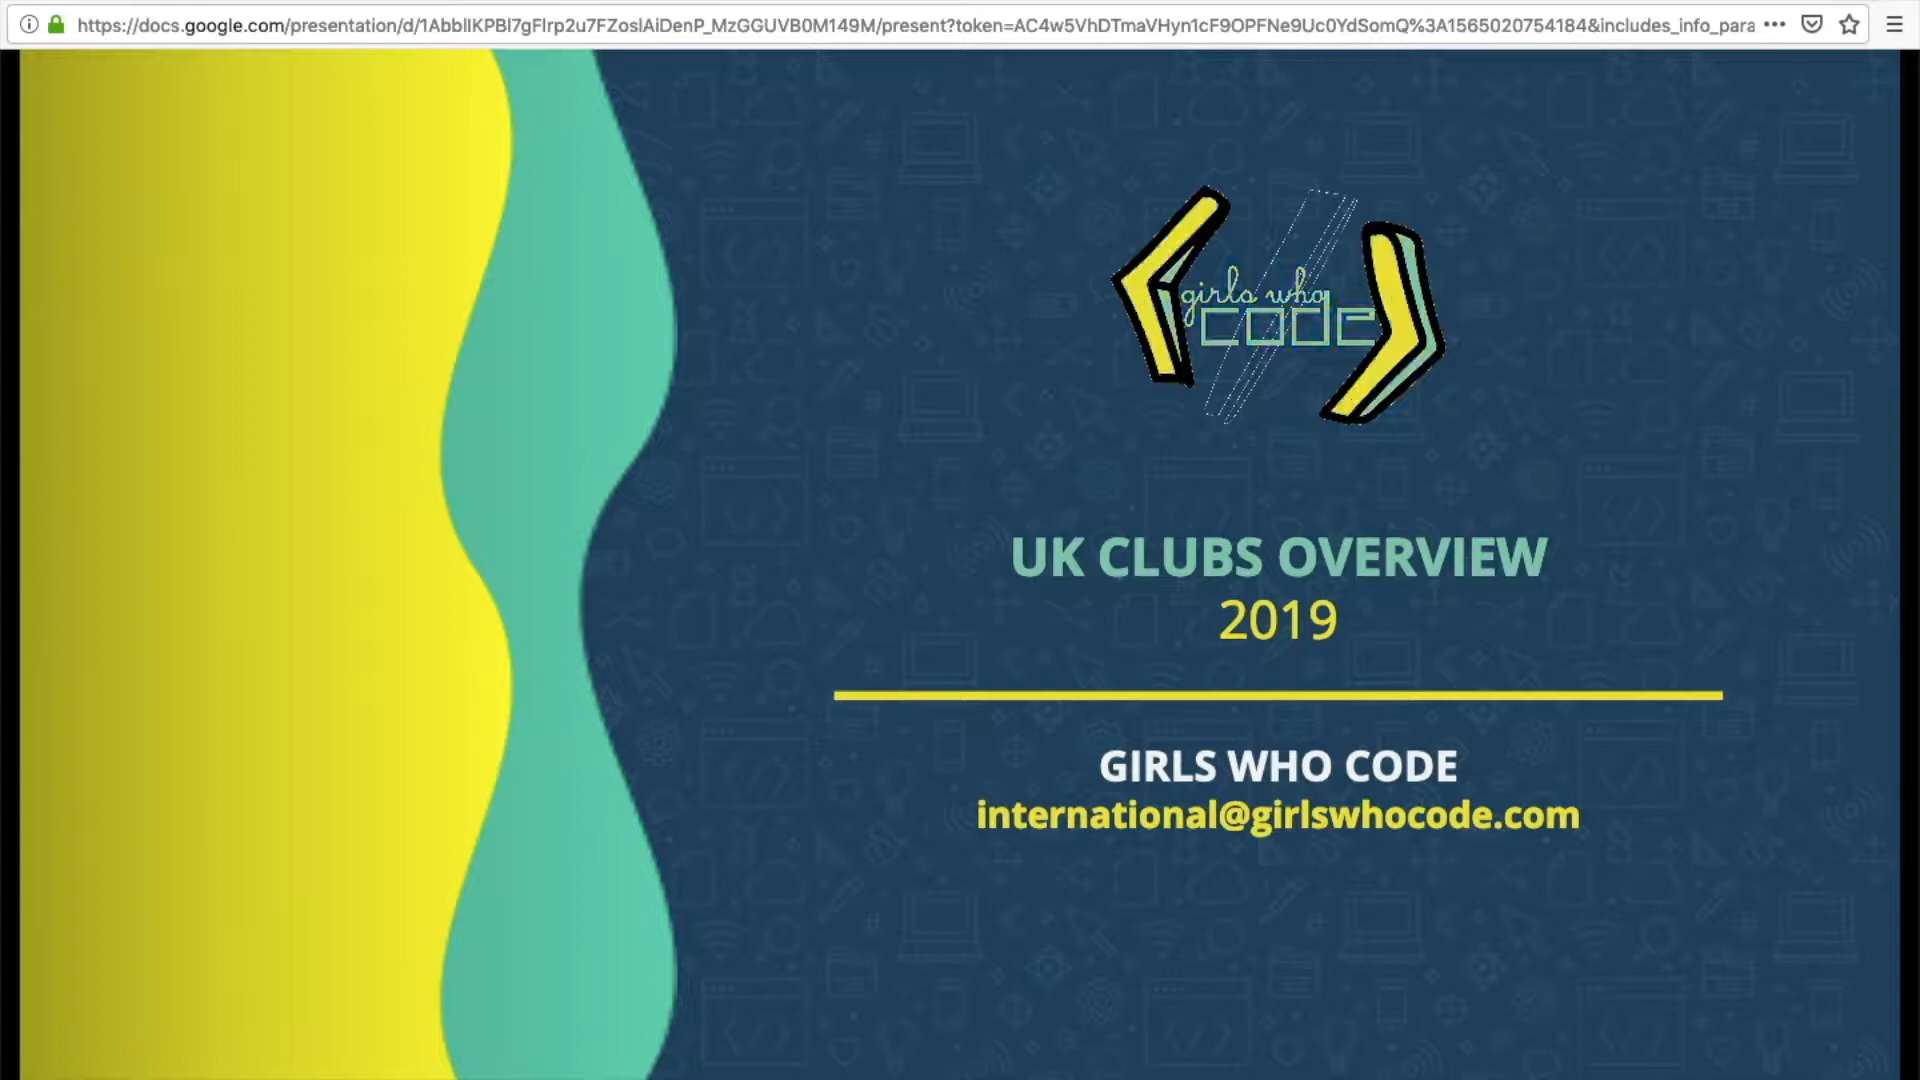 https://docs.google.com/presentation/d/1AbblIKPBl7gFlrp2u7FZoslAiDenP_MzGGUVB0M149M/present?token=AC4w5VhDTmaVHyn1cF9OPFNe9Uc0YdSomQ%3A1565020754184&includes_info_para
girls who
code
UK CLUBS OVERVIEW
2019
GIRLS WHO CODE
international@girlswhocode.com